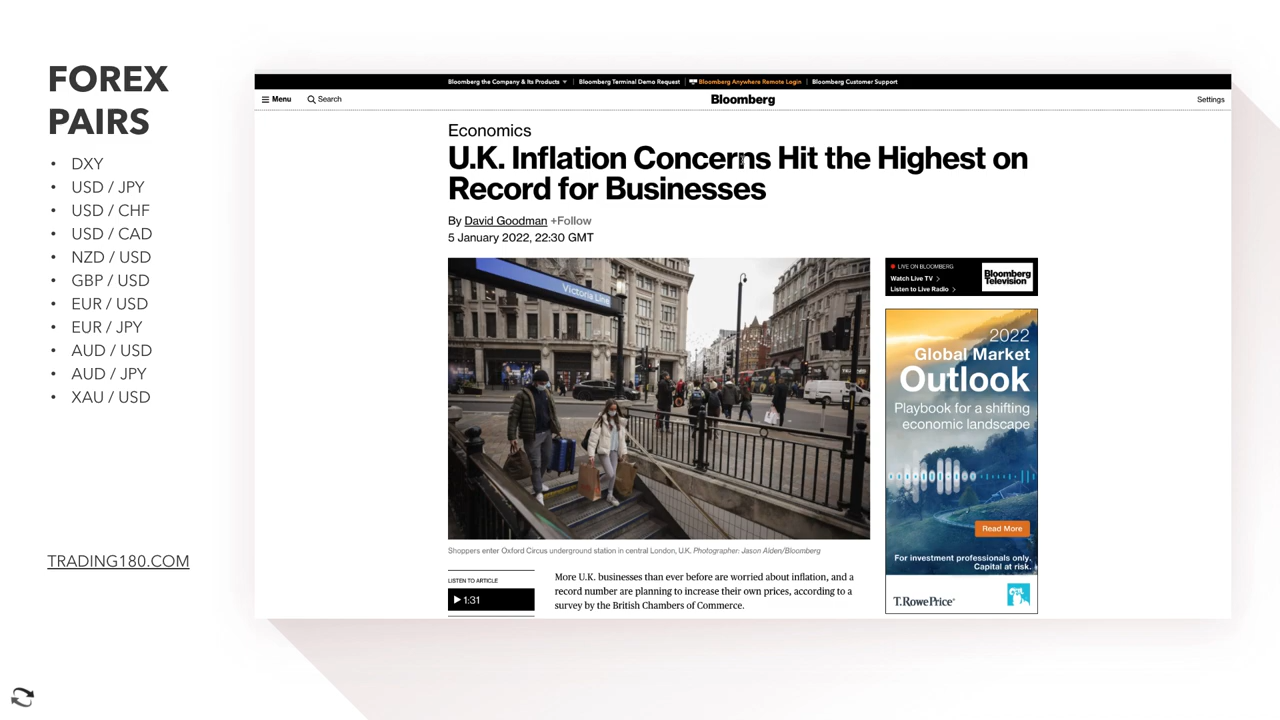 FOREX
PAIRS
• DXY
• USD / JPY
• USD / CHF
• USD / CAD
• NZD / USD
• GBP / USD
• EUR / USD
• EUR / JPY
• AUD / USD
• AUD / JPY
• XAU / USD
TRADING180.COM
Bloomberg the Company & Its Products | Bloomberg Terminal Demo Request | Bloomberg Anywhere Remote Login | Bloomberg Customer Support
Menu Search Bloomberg Settings
Economics
U.K. Inflation Concerns Hit the Highest on
Record for Businesses
By David Goodman +Follow
5 January 2022, 22:30 GMT
Victoria Line
Shoppers enter Oxford Circus underground station in central London, U.K. Photographer: Jason Alden/Bloomberg
LISTEN TO ARTICLE
1:31
More U.K. businesses than ever before are worried about inflation, and a
record number are planning to increase their own prices, according to a
survey by the British Chambers of Commerce.
LIVE ON BLOOMBERG
Watch Live TV
Listen to Live Radio
Bloomberg
Television
2022
Global Market
Outlook
Playbook for a shifting
economic landscape
Read More
For investment professionals only.
Capital at risk.
T.RowePrice